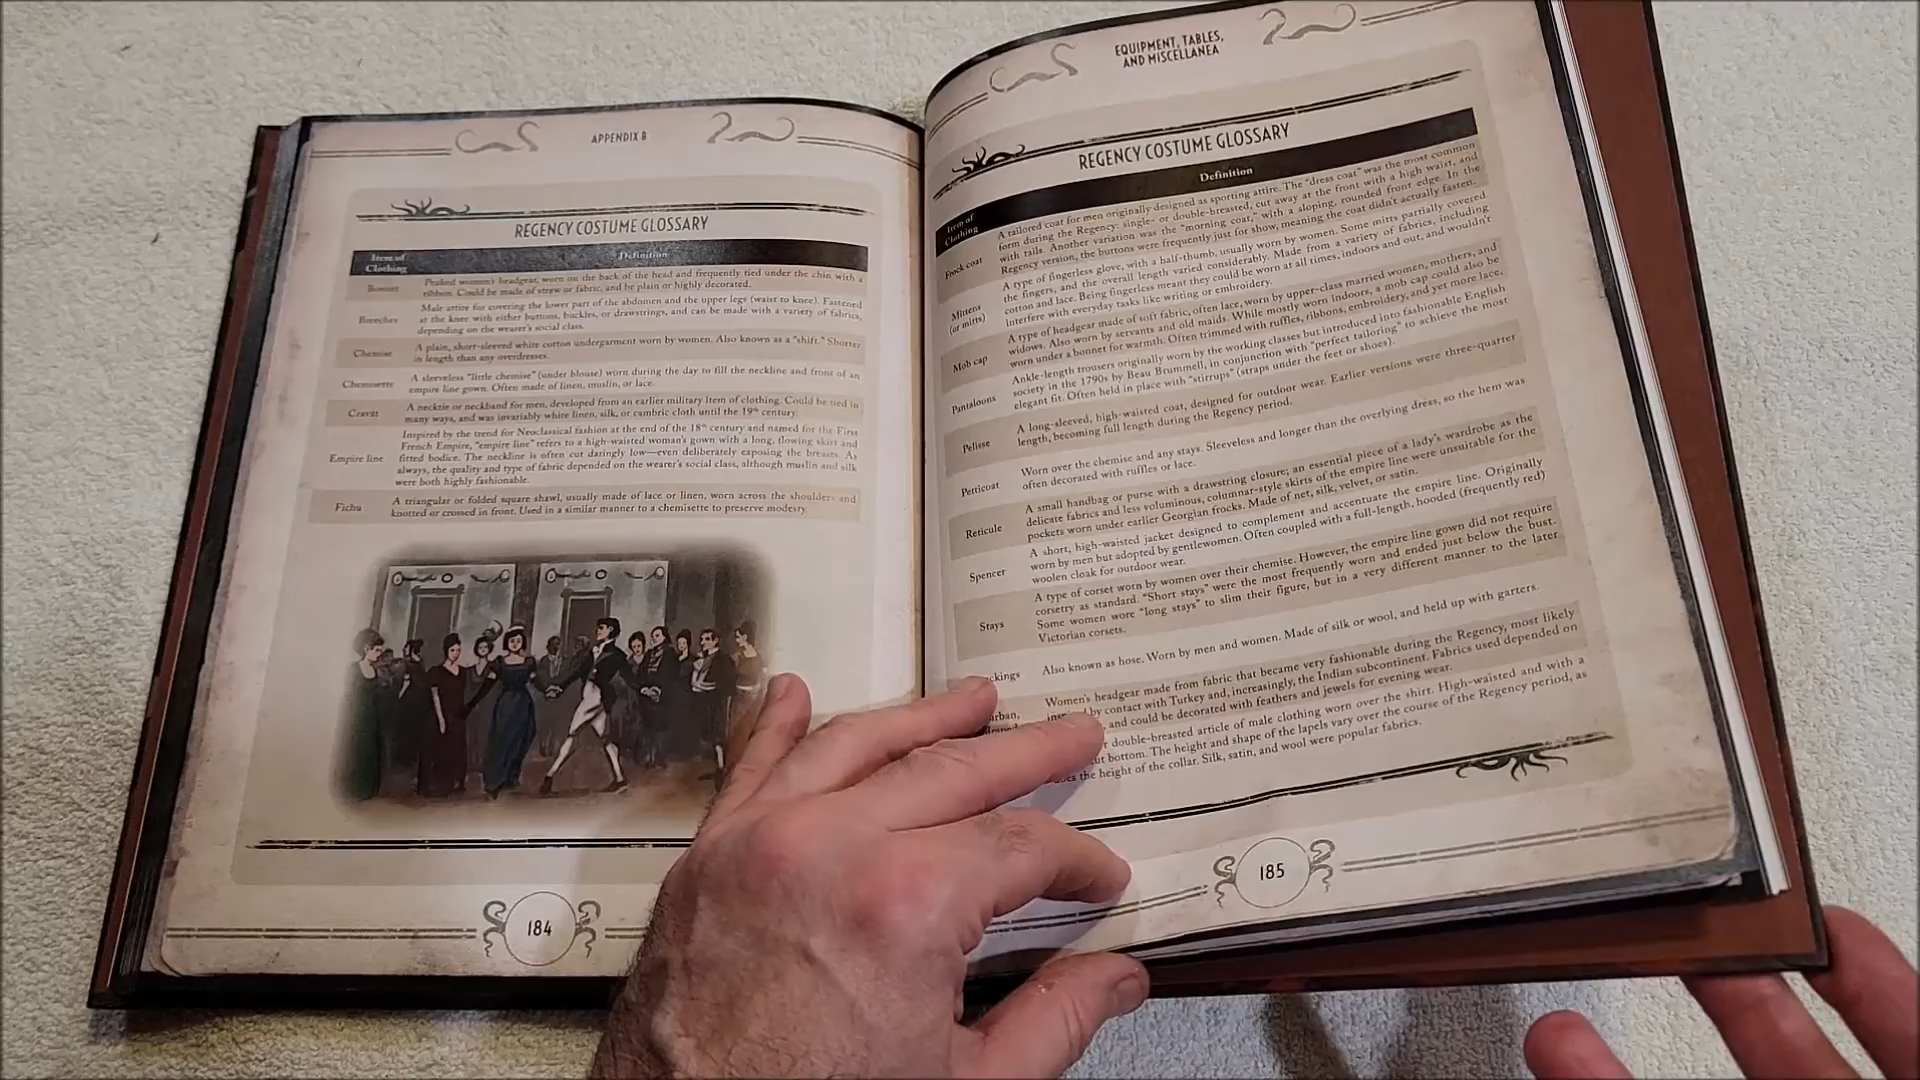 APPENDIX B
REGENCY COSTUME GLOSSARY
Item of
Clothing
Definition
Bonnet
Peaked women's headgear, worn on the back of the head and frequently tied under the chin with a
ribbon. Could be made of straw or fabric, and be plain or highly decorated.
Breeches
Male attire for covering the lower part of the abdomen and the upper legs (waist to knee). Fastened
at the knee with either buttons, buckles, or drawstrings, and can be made with a variety of fabrics,
depending on the wearer's social class.
Chemise
A plain, short-sleeved white cotton undergarment worn by women. Also known as a "shift." Shorter
in length than any overdresses.
Chemisette
A sleeveless "little chemise" (under blouse) worn during the day to fill the neckline and front of an
empire line gown. Often made of linen, muslin, or lace.
Cravat
A necktie or neckband for men, developed from an earlier military item of clothing. Could be tied in
many ways, and was invariably white linen, silk, or cambric cloth until the 19th century.
Empire line
Inspired by the trend for Neoclassical fashion at the end of the 18th century and named for the First
French Empire, "empire line" refers to a high-waisted woman's gown with a long, flowing skirt and
fitted bodice. The neckline is often cut daringly low—even deliberately exposing the breasts. As
always, the quality and type of fabric depended on the wearer's social class, although muslin and silk
were both highly fashionable.
Fichu
A triangular or folded square shawl, usually made of lace or linen, worn across the shoulders and
knotted or crossed in front. Used in a similar manner to a chemisette to preserve modesty.
184
EQUIPMENT, TABLES,
AND MISCELLANEA
REGENCY COSTUME GLOSSARY
Item of
Clothing
Definition
Frock coat
A tailored coat for men originally designed as sporting attire. The "dress coat" was the most common
form during the Regency: single- or double-breasted, cut away at the front with a high waist, and
with tails. Another variation was the "morning coat," with a sloping, rounded front edge. In the
Regency version, the buttons were frequently just for show, meaning the coat didn't actually fasten.
Mittens
(or mitts)
A type of fingerless glove, with a half-thumb, usually worn by women. Some mitts partially covered
the fingers, and the overall length varied considerably. Made from a variety of fabrics, including
cotton and lace. Being fingerless meant they could be worn at all times, indoors and out, and wouldn't
interfere with everyday tasks like writing or embroidery.
Mob cap
A type of headgear made of soft fabric, often lace, worn by upper-class married women, mothers, and
widows. Also worn by servants and old maids. While mostly worn indoors, a mob cap could also be
worn under a bonnet for warmth. Often trimmed with ruffles, ribbons, embroidery, and yet more lace.
Pantaloons
Ankle-length trousers originally worn by the working classes but introduced into fashionable English
society in the 1790s by Beau Brummell, in conjunction with "perfect tailoring" to achieve the most
elegant fit. Often held in place with "stirrups" (straps under the feet or shoes).
Pelisse
A long-sleeved, high-waisted coat, designed for outdoor wear. Earlier versions were three-quarter
length, becoming full length during the Regency period.
Petticoat
Worn over the chemise and any stays. Sleeveless and longer than the overlying dress, so the hem was
often decorated with ruffles or lace.
Reticule
A small handbag or purse with a drawstring closure; an essential piece of a lady's wardrobe as the
delicate fabrics and less voluminous, columnar-style skirts of the empire line were unsuitable for the
pockets worn under earlier Georgian frocks. Made of net, silk, velvet, or satin.
Spencer
A short, high-waisted jacket designed to complement and accentuate the empire line. Originally
worn by men but adopted by gentlewomen. Often coupled with a full-length, hooded (frequently red)
woolen cloak for outdoor wear.
Stays
A type of corset worn by women over their chemise. However, the empire line gown did not require
corsetry as standard. "Short stays" were the most frequently worn and ended just below the bust.
Some women wore "long stays" to slim their figure, but in a very different manner to the later
Victorian corsets.
ckings
Also known as hose. Worn by men and women. Made of silk or wool, and held up with garters.
rban,
Women's headgear made from fabric that became very fashionable during the Regency, most likely
by contact with Turkey and, increasingly, the Indian subcontinent. Fabrics used depended on
and could be decorated with feathers and jewels for evening wear.
double-breasted article of male clothing worn over the shirt. High-waisted and with a
cut bottom. The height and shape of the lapels vary over the course of the Regency period, as
does the height of the collar. Silk, satin, and wool were popular fabrics.
185